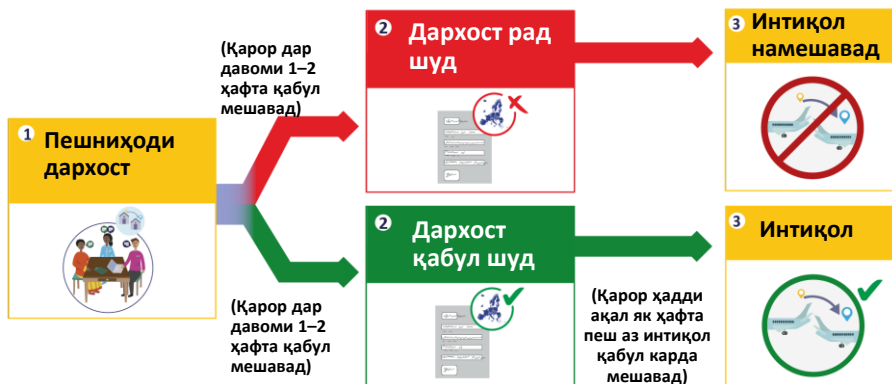 1 Пешниҳоди
дархост
(Қарор дар
давоми 1–2
ҳафта қабул
мешавад)
2 Дархост рад
шуд
3 Интиқол
намешавад
(Қарор дар
давоми 1–2
ҳафта қабул
мешавад)
2 Дархост
қабул шуд
(Қарор ҳадди
ақал як ҳафта
пеш аз интиқол
қабул карда
мешавад)
3 Интиқол